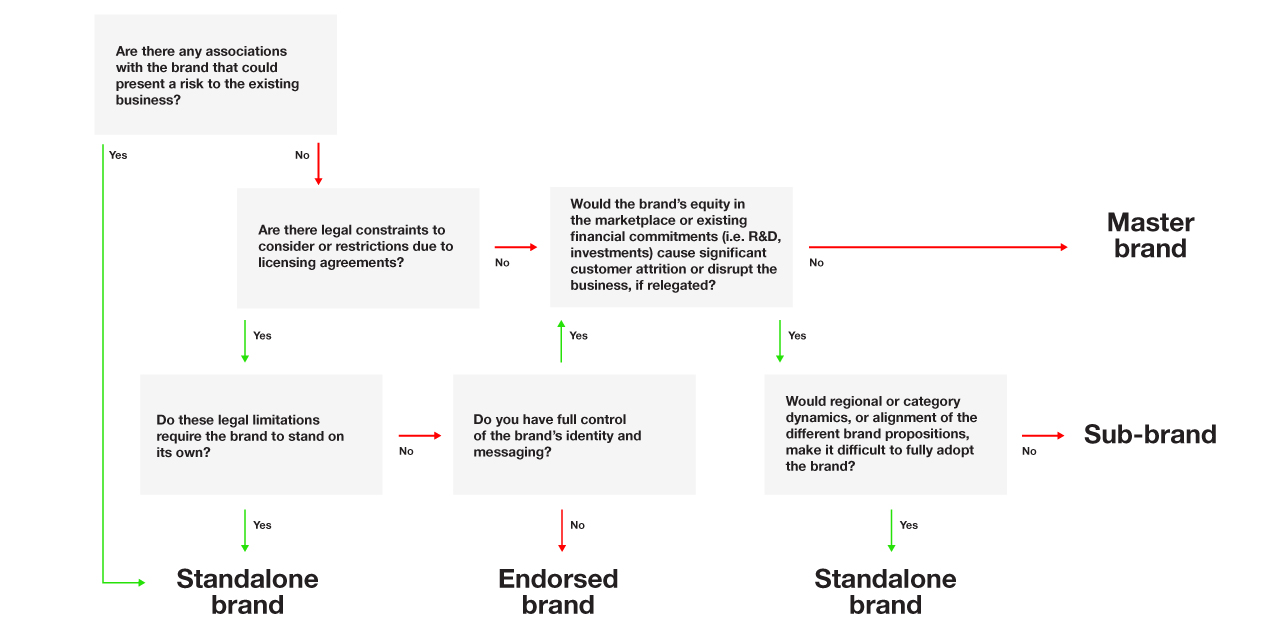 Are there any associations
with the brand that could
present a risk to the existing
business?
Yes
No
Are there legal constraints to
consider or restrictions due to
licensing agreements?
No
Would the brand’s equity in
the marketplace or existing
financial commitments (i.e. R&D,
investments) cause significant
customer attrition or disrupt the
business, if relegated?
No
Master
brand
Yes
Yes
Yes
Do these legal limitations
require the brand to stand on
its own?
No
Do you have full control
of the brand’s identity and
messaging?
Would regional or category
dynamics, or alignment of the
different brand propositions,
make it difficult to fully adopt
the brand?
No
Sub-brand
Yes
No
Yes
Standalone
brand
Endorsed
brand
Standalone
brand